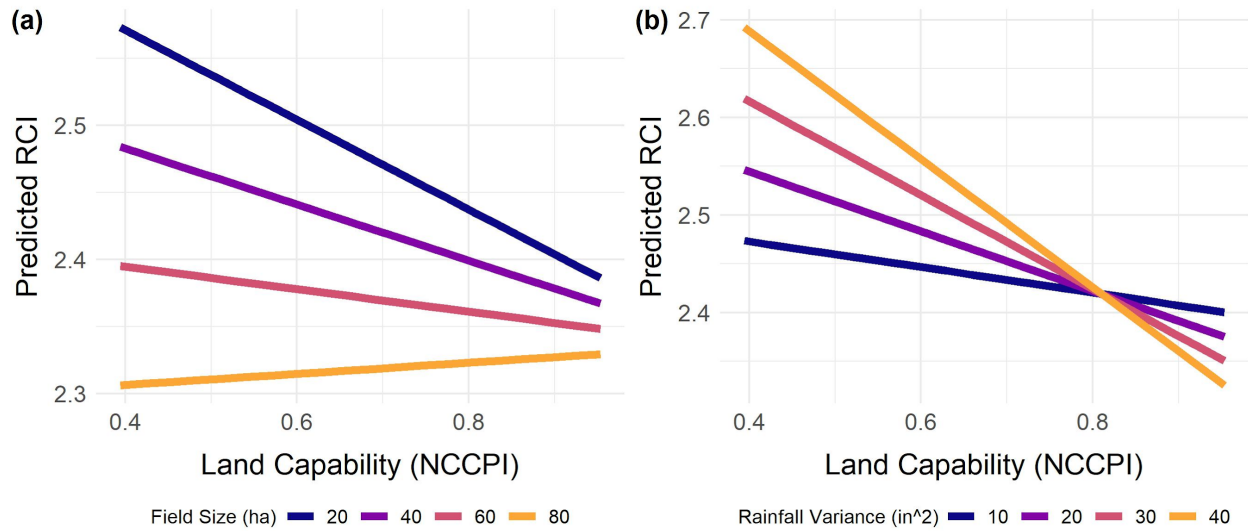 (a)
Predicted RCI
2.5
2.4
2.3
0.4 0.6 0.8
Land Capability (NCCPI)
Field Size (ha) 20 40 60 80
(b)
Predicted RCI
2.7
2.6
2.5
2.4
0.4 0.6 0.8
Land Capability (NCCPI)
Rainfall Variance (in^2) 10 20 30 40